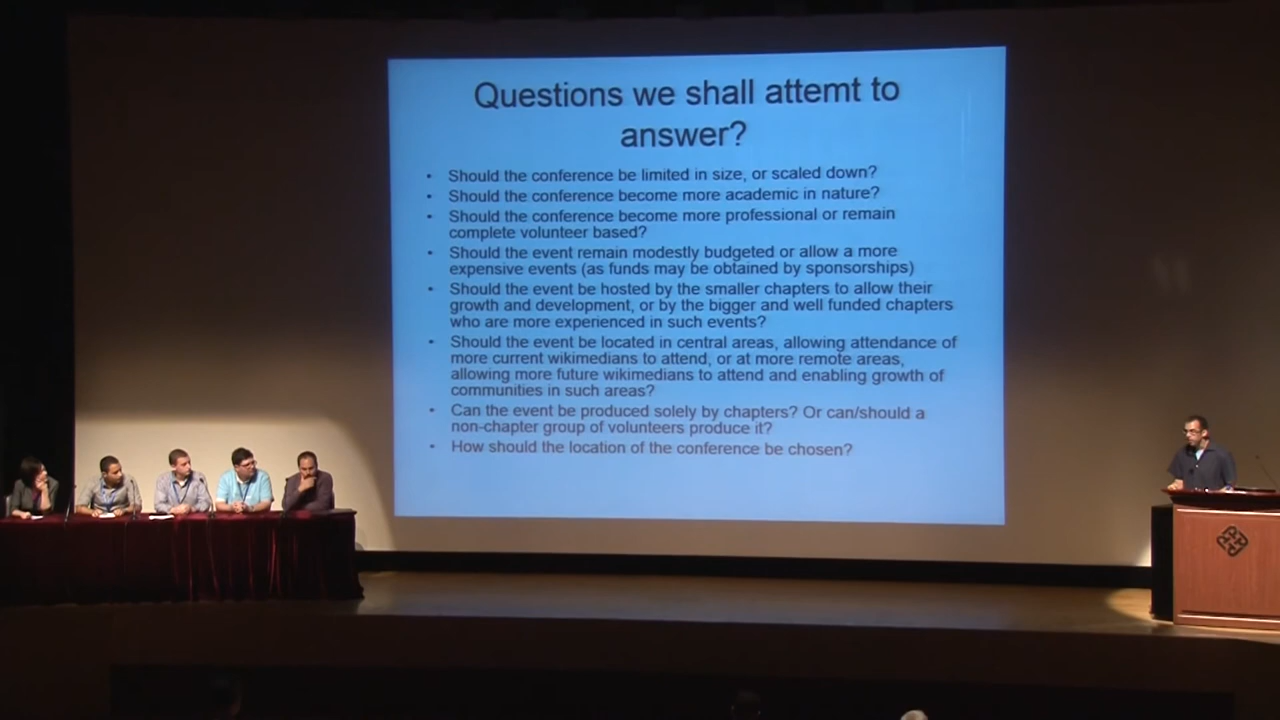 Questions we shall attemt to
answer?
• Should the conference be limited in size, or scaled down?
• Should the conference become more academic in nature?
• Should the conference become more professional or remain
complete volunteer based?
• Should the event remain modestly budgeted or allow a more
expensive events (as funds may be obtained by sponsorships)
• Should the event be hosted by the smaller chapters to allow their
growth and development, or by the bigger and well funded chapters
who are more experienced in such events?
• Should the event be located in central areas, allowing attendance of
more current wikimedians to attend, or at more remote areas,
allowing more future wikimedians to attend and enabling growth of
communities in such areas?
• Can the event be produced solely by chapters? Or can/should a
non-chapter group of volunteers produce it?
• How should the location of the conference be chosen?